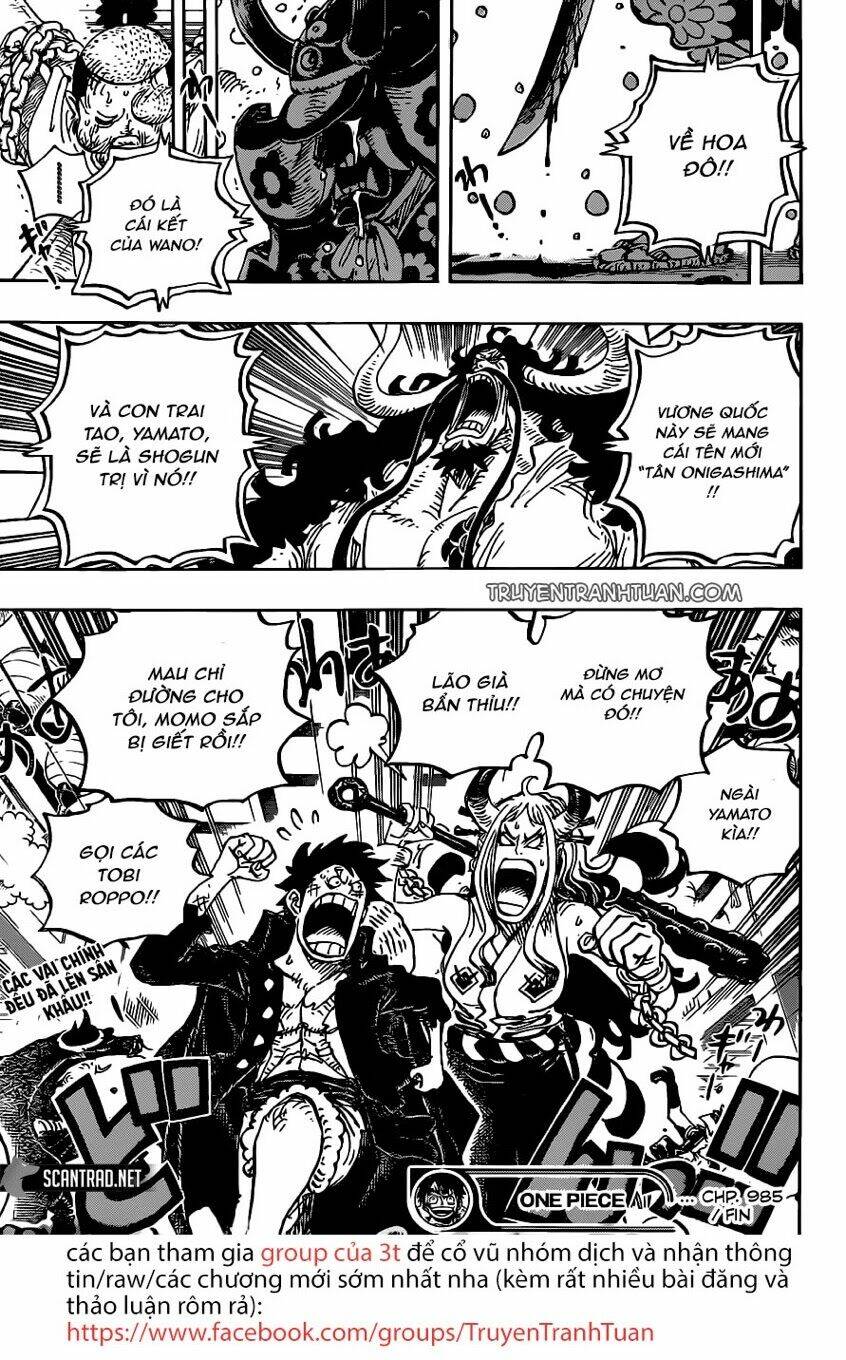 VỀ HOA
ĐÔ!!
ĐÓ LÀ
CÁI KẾT
CỦA WANO!
VƯƠNG QUỐC
NÀY SẼ MANG
CÁI TÊN MỚI
“TÂN ONIGASHIMA”
!!
VÀ CON TRAI
TAO, YAMATO,
SẼ LÀ SHOGUN
TRỊ VÌ NÓ!!
TRUYENTRANHTUAN.COM
ĐỪNG MƠ
MÀ CÓ CHUYỆN
ĐÓ!!
LÃO GIÀ
BẨN THỈU!!
MAU CHỈ
ĐƯỜNG CHO
TÔI, MOMO SẮP
BỊ GIẾT RỒI!!
NGÀI
YAMATO
KÌA!!
GỌI CÁC
TOBI
ROPPO!!
CÁC VAI CHÍNH
ĐỀU ĐÃ LÊN SÂN
KHẤU!!
SCANTRAD.NET
ONE PIECE
... CHP. 985
/ FIN
các bạn tham gia group của 3t để cổ vũ nhóm dịch và nhận thông
tin/raw/các chương mới sớm nhất nha (kèm rất nhiều bài đăng và
thảo luận rôm rả):
https://www.facebook.com/groups/TruyenTranhTuan